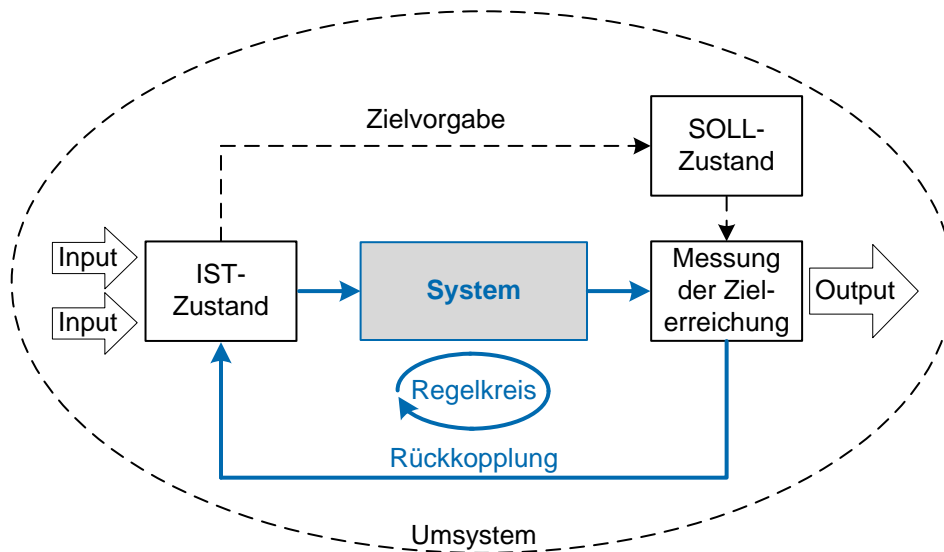 Zielvorgabe
SOLL-
Zustand
Input
Input
IST-
Zustand
System
Messung
der Ziel-
erreichung
Output
Regelkreis
Rückkopplung
Umsystem